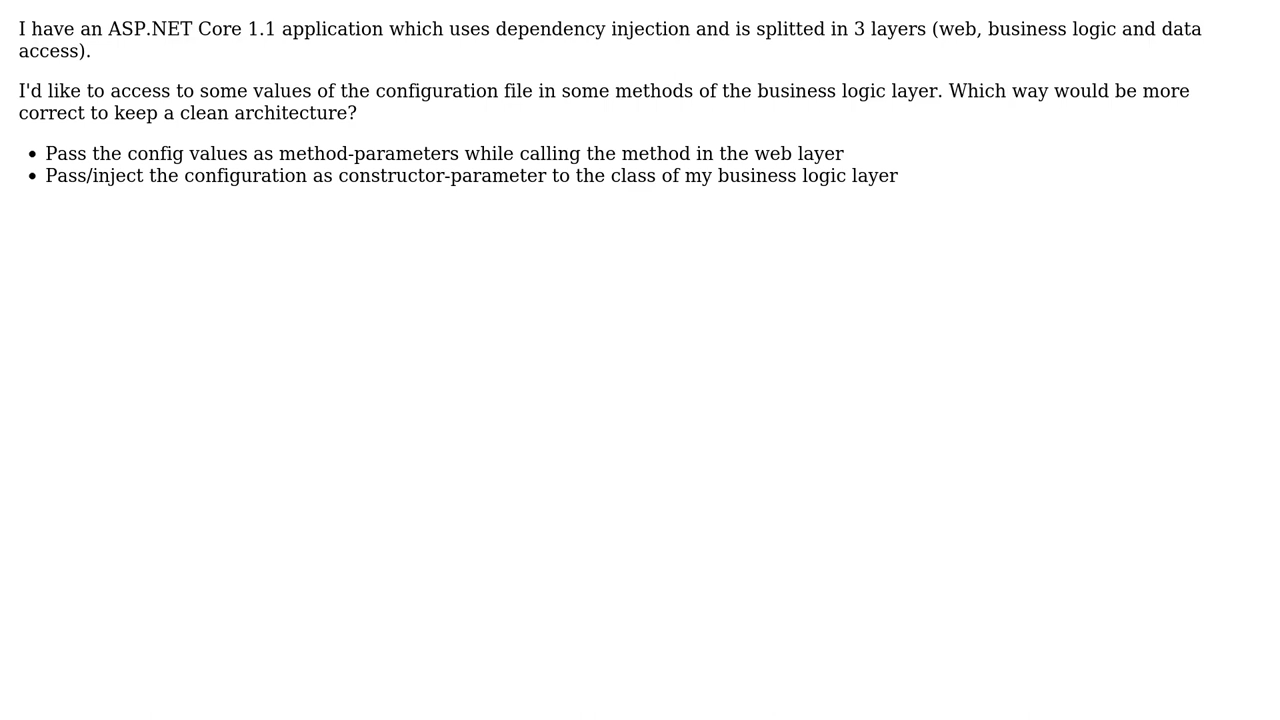 I have an ASP.NET Core 1.1 application which uses dependency injection and is splitted in 3 layers (web, business logic and data
access).
I'd like to access to some values of the configuration file in some methods of the business logic layer. Which way would be more
correct to keep a clean architecture?
• Pass the config values as method-parameters while calling the method in the web layer
• Pass/inject the configuration as constructor-parameter to the class of my business logic layer